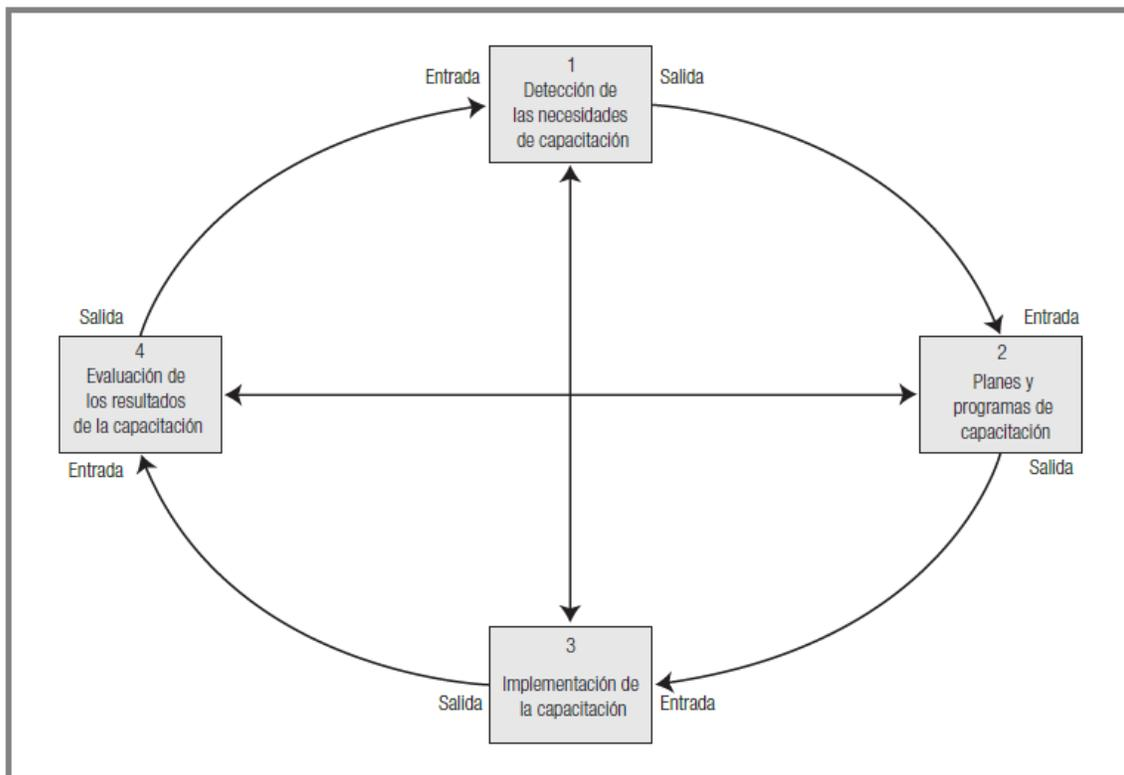 1
Entrada
Detección de
Salida
las necesidades
de capacitación
Salida
Entrada
4
Evaluación de
los resultados
de la capacitación
2
Planes y
programas de
capacitación
Entrada
Salida
3
Implementación de
la capacitación
Salida
Entrada